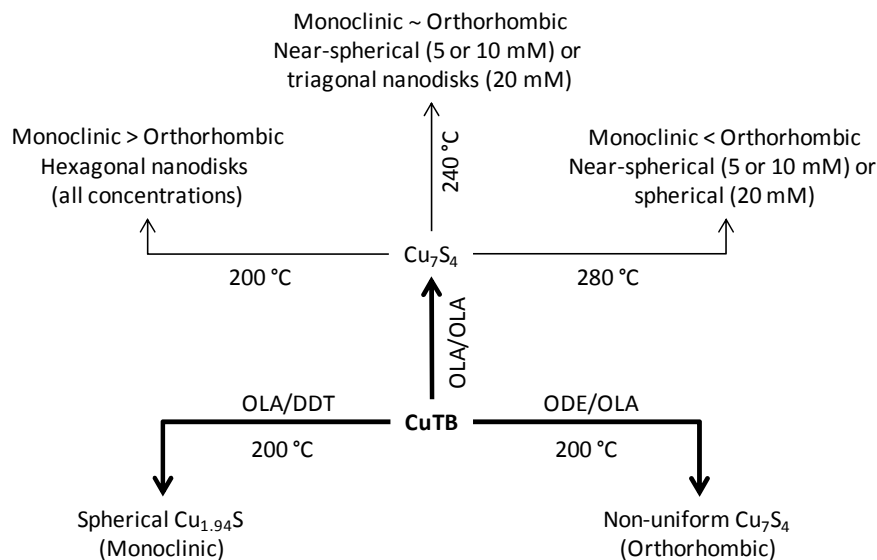 Monoclinic ~ Orthorhombic
Near-spherical (5 or 10 mM) or
triagonal nanodisks (20 mM)
Monoclinic > Orthorhombic
Hexagonal nanodisks
(all concentrations)
Monoclinic < Orthorhombic
Near-spherical (5 or 10 mM) or
spherical (20 mM)
240 °C
Cu₇S₄
200 °C
280 °C
OLA/OLA
OLA/DDT
CuTB
ODE/OLA
200 °C
200 °C
Spherical Cu₁.₉₄S
(Monoclinic)
Non-uniform Cu₇S₄
(Orthorhombic)